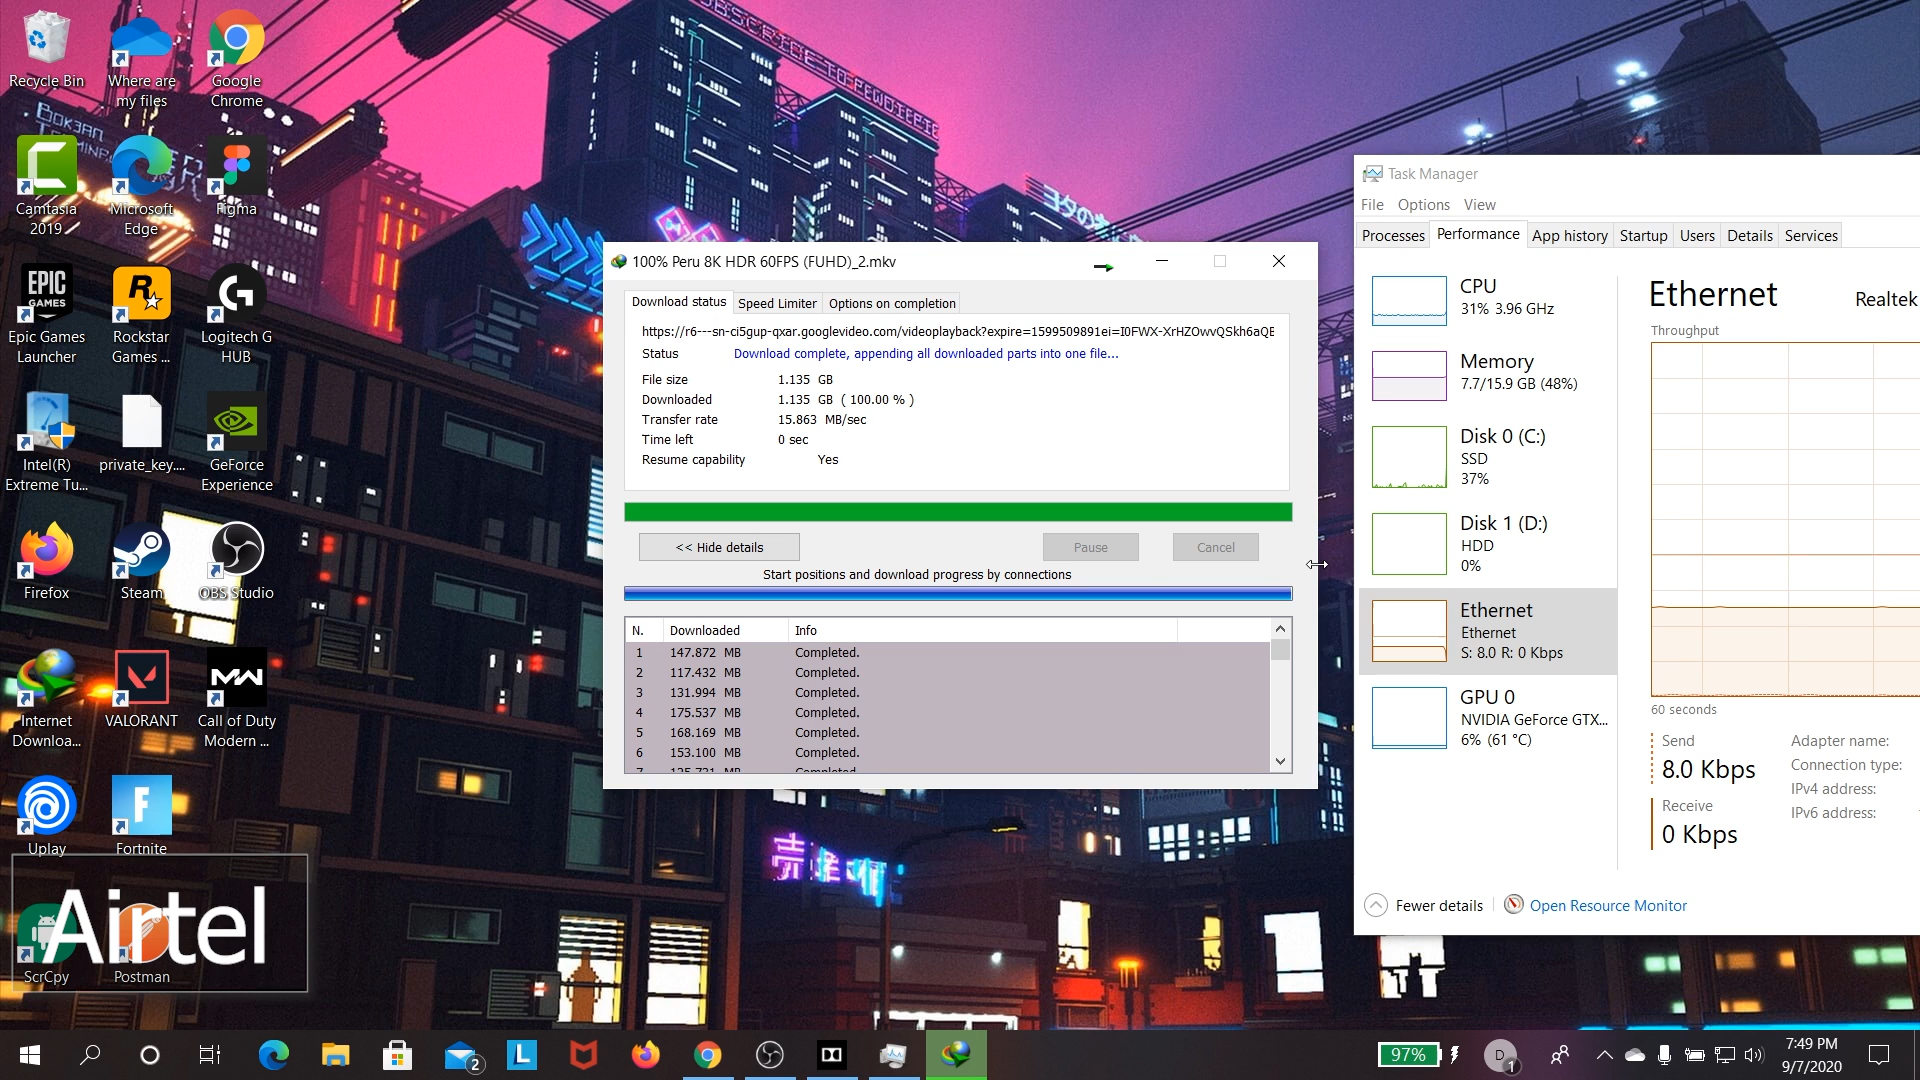 Recycle Bin
Where are
my files
Google
Chrome
Camtasia
2019
Microsoft
Edge
Figma
EPIC
GAMES
Epic Games
Launcher
Rockstar
Games ...
Logitech G
HUB
Intel(R)
Extreme Tu...
private_key....
GeForce
Experience
Firefox
Steam
OBS Studio
Internet
Downloa...
VALORANT
MW
Call of Duty
Modern ...
Uplay
Fortnite
Airtel
ScrCpy
Postman
SUBSCRIBE TO PEWDIEPIE
100% Peru 8K HDR 60FPS (FUHD)_2.mkv
Download status
Speed Limiter
Options on completion
https://r6---sn-ci5gup-qxar.googlevideo.com/videoplayback?expire=1599509891ei=I0FWX-XrHZOwvQSkh6aQE
Status Download complete, appending all downloaded parts into one file...
File size 1.135 GB
Downloaded 1.135 GB ( 100.00 % )
Transfer rate 15.863 MB/sec
Time left 0 sec
Resume capability Yes
<< Hide details
Pause
Cancel
Start positions and download progress by connections
N. Downloaded Info
1 147.872 MB Completed.
2 117.432 MB Completed.
3 131.994 MB Completed.
4 175.537 MB Completed.
5 168.169 MB Completed.
6 153.100 MB Completed.
Task Manager
File Options View
Processes Performance App history Startup Users Details Services
CPU
31% 3.96 GHz
Memory
7.7/15.9 GB (48%)
Disk 0 (C:)
SSD
37%
Disk 1 (D:)
HDD
0%
Ethernet
Ethernet
S: 8.0 R: 0 Kbps
GPU 0
NVIDIA GeForce GTX...
6% (61 °C)
Ethernet
Realtek
Throughput
60 seconds
Send
8.0 Kbps
Receive
0 Kbps
Adapter name:
Connection type:
IPv4 address:
IPv6 address:
Fewer details
Open Resource Monitor
2
L
97%
D
1
7:49 PM
9/7/2020